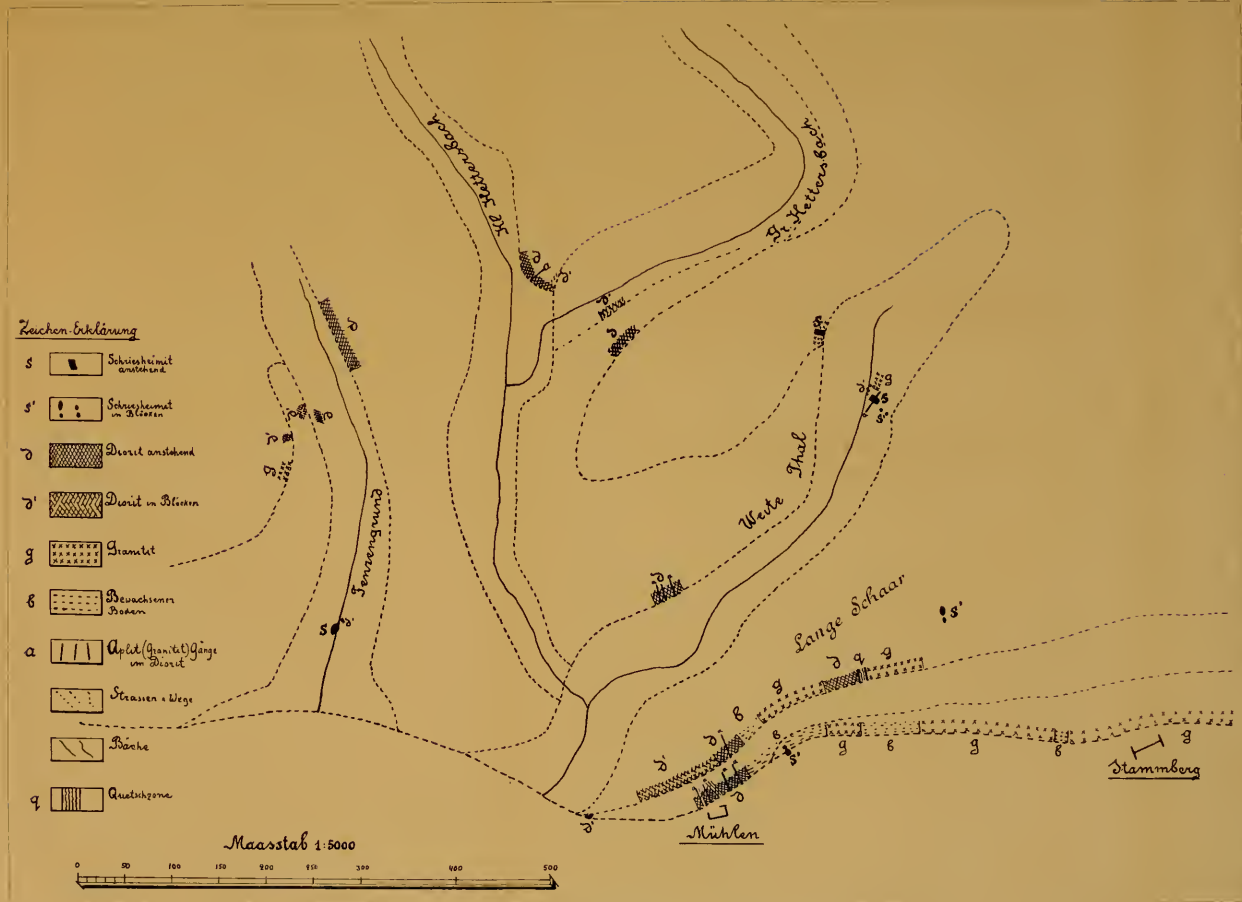 Kl Hettersbach
Gr. Hettersbach
Zeichen-Erklärung
s Schriesheimit
anstehend
s' Schriesheimit
in Blöcken
d Diorit anstehend
d' Diorit in Blöcken
g Granitit
b Bewachsener
Boden
a Aplit (Granitit) Gänge
im Diorit
Strassen u Wege
Bäche
q Quetschzone
d
d'
d'
d
s
g
s
s'
d'
g
Weite Thal
d
s
Lange Schaar
s'
d q g
g
b
d
d'
b
s'
g
b
g
b
g
Stammberg
d
d'
Mühlen
Maasstab 1:5000
0 50 100 150 200 250 300 400 500